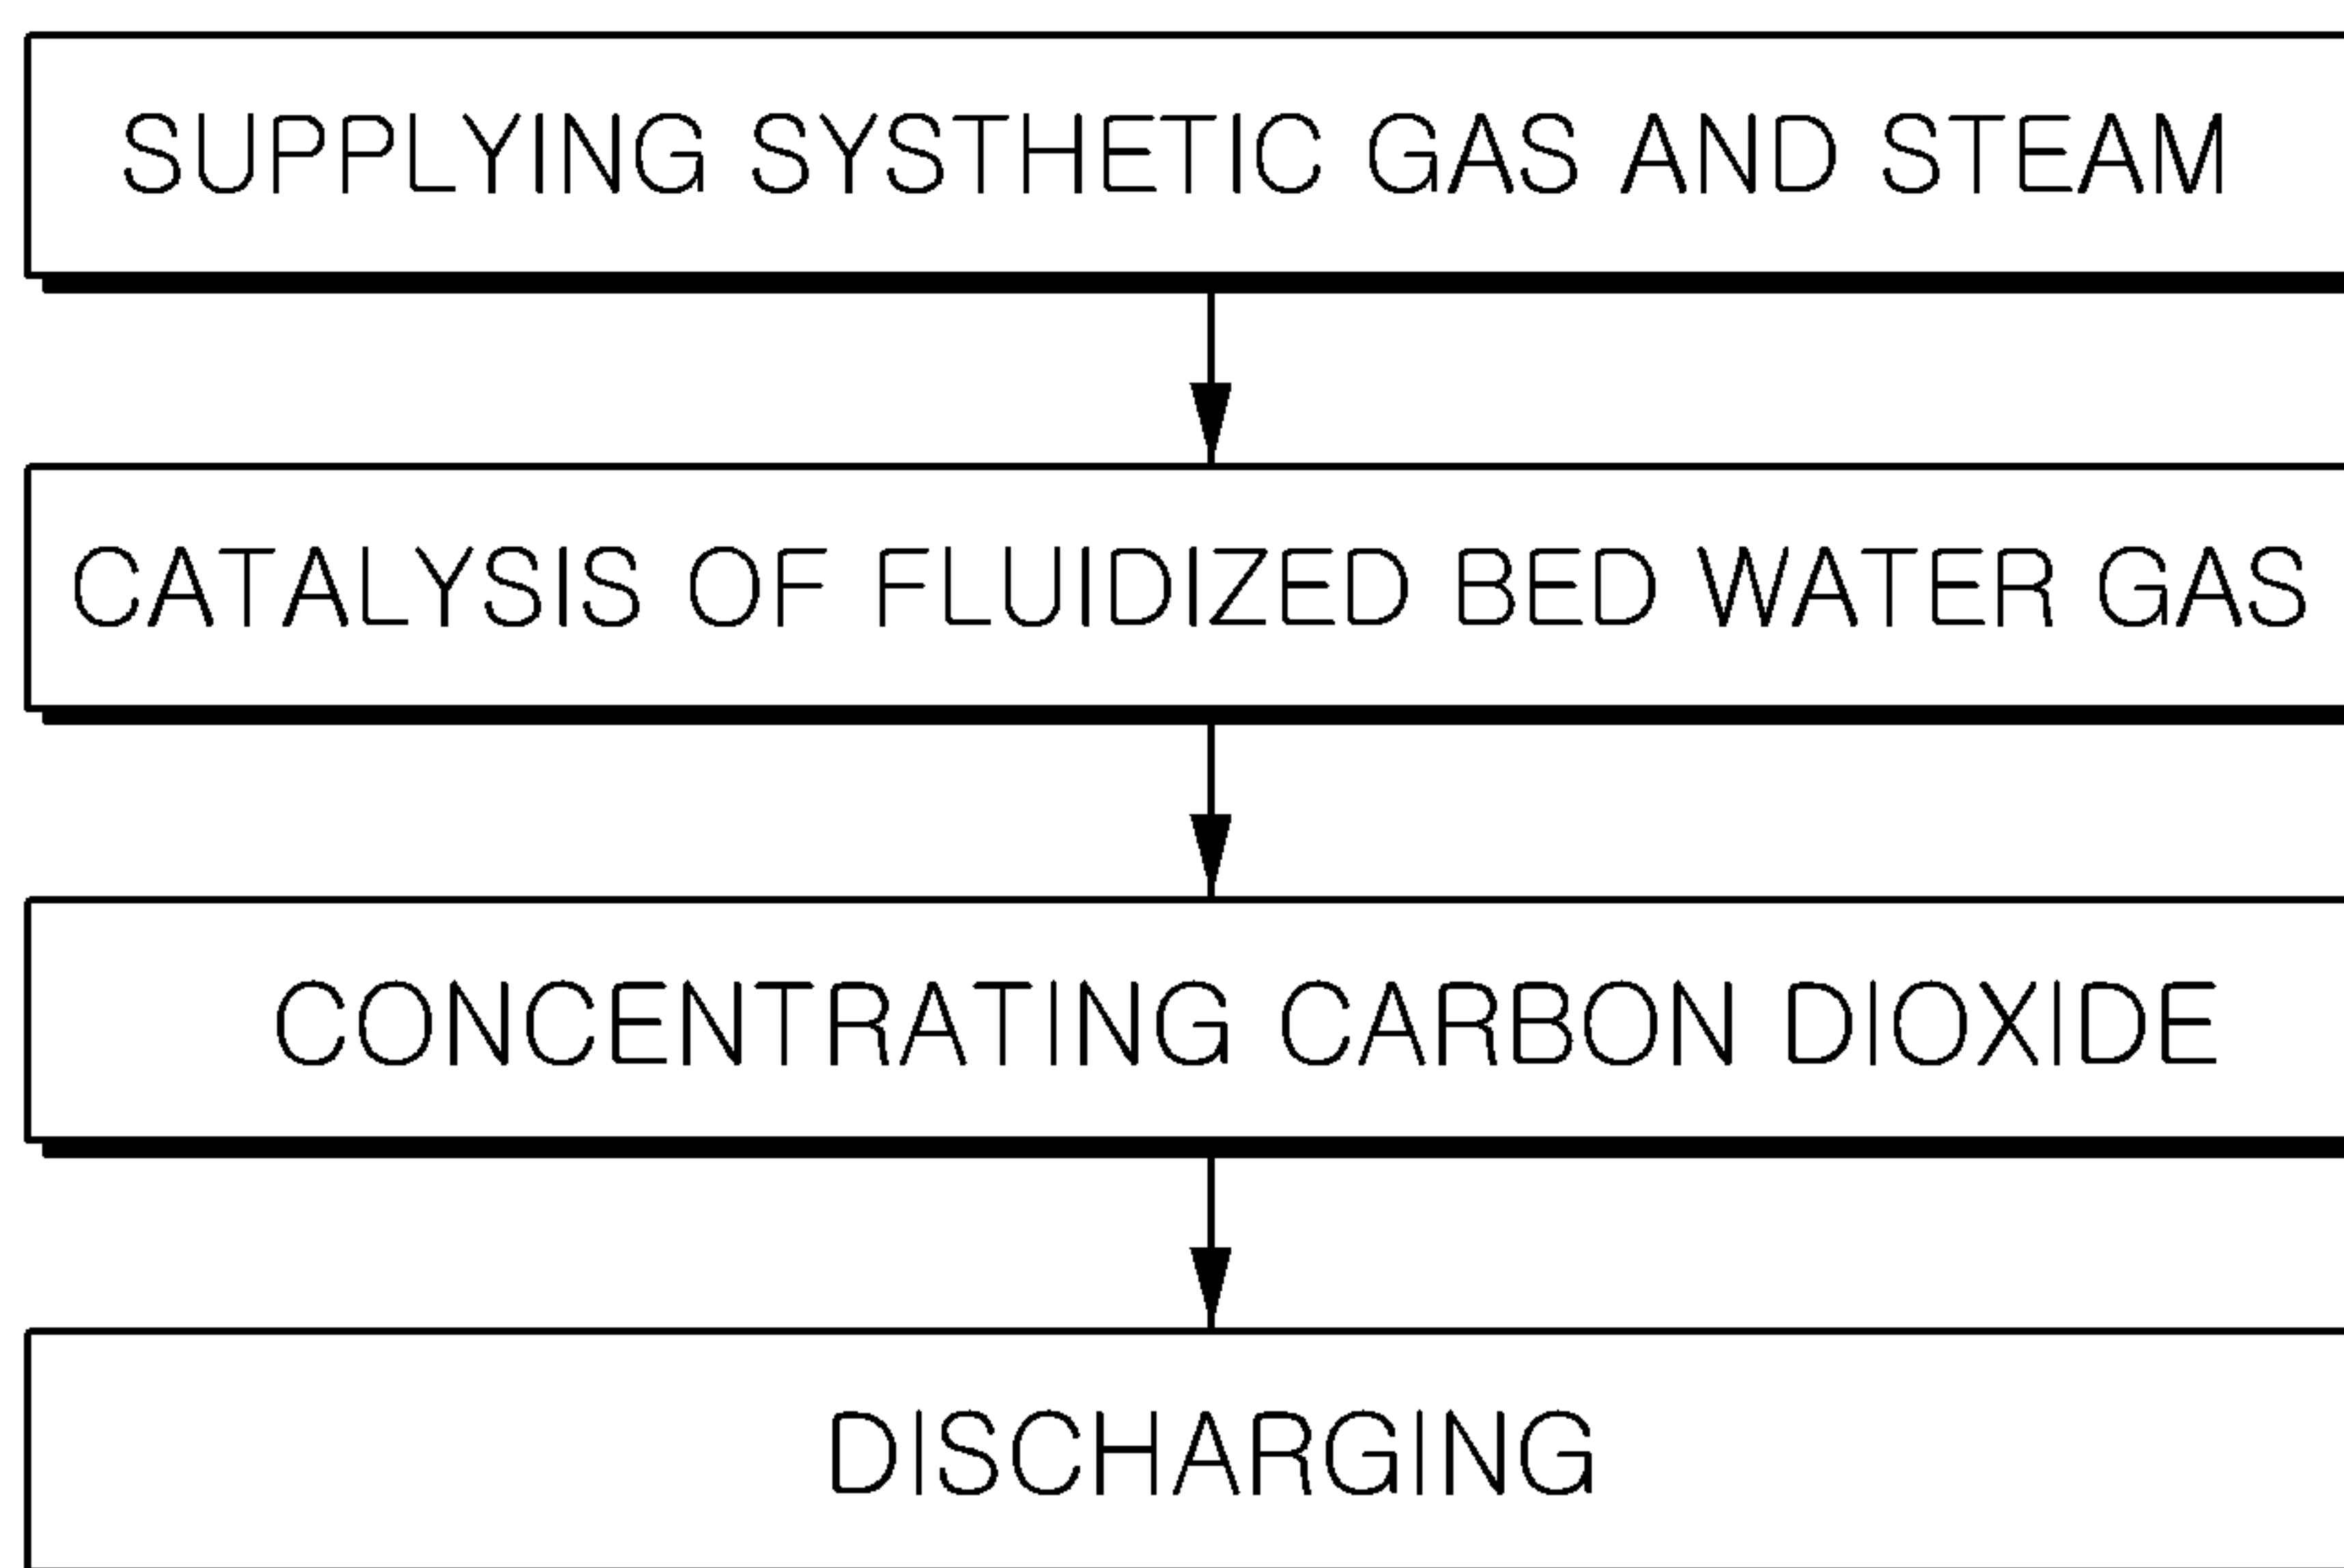 SUPPLYING SYSTHETIC GAS AND STEAM
CATALYSIS OF FLUIDIZED BED WATER GAS
CONCENTRATING CARBON DIOXIDE
DISCHARGING